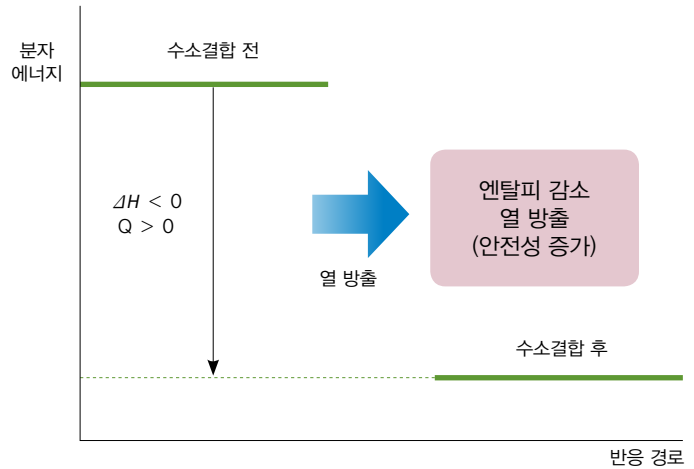 분자
에너지
수소결합 전
ΔH < 0
Q > 0
열 방출
엔탈피 감소
열 방출
(안전성 증가)
수소결합 후
반응 경로